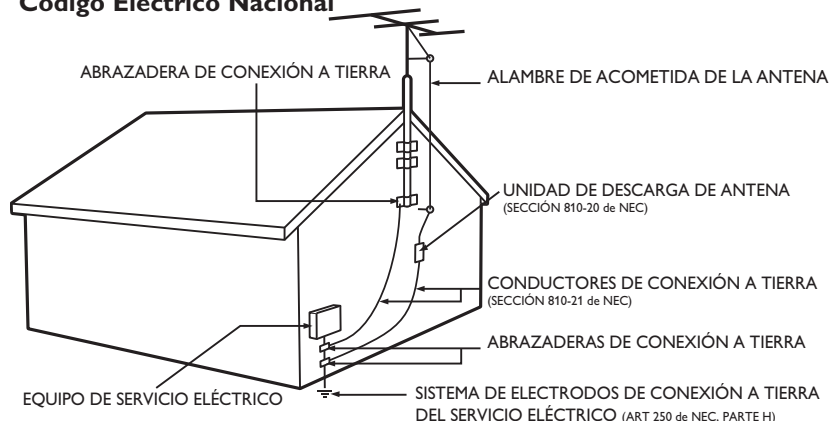 Código Eléctrico Nacional
ABRAZADERA DE CONEXIÓN A TIERRA
ALAMBRE DE ACOMETIDA DE LA ANTENA
UNIDAD DE DESCARGA DE ANTENA
(SECCIÓN 810-20 de NEC)
CONDUCTORES DE CONEXIÓN A TIERRA
(SECCIÓN 810-21 de NEC)
ABRAZADERAS DE CONEXIÓN A TIERRA
EQUIPO DE SERVICIO ELÉCTRICO
SISTEMA DE ELECTRODOS DE CONEXIÓN A TIERRA
DEL SERVICIO ELÉCTRICO (ART 250 de NEC, PARTE H)